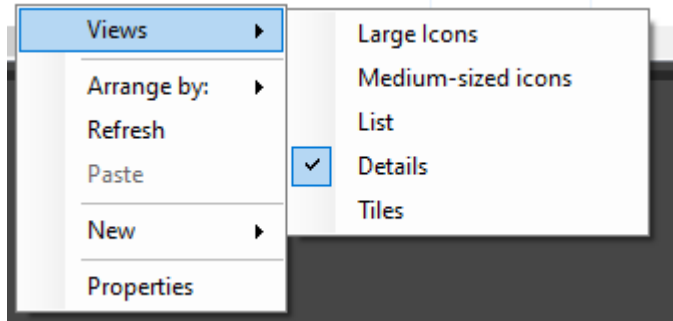 Views
Arrange by:
Refresh
Paste
New
Properties
Large Icons
Medium-sized icons
List
Details
Tiles